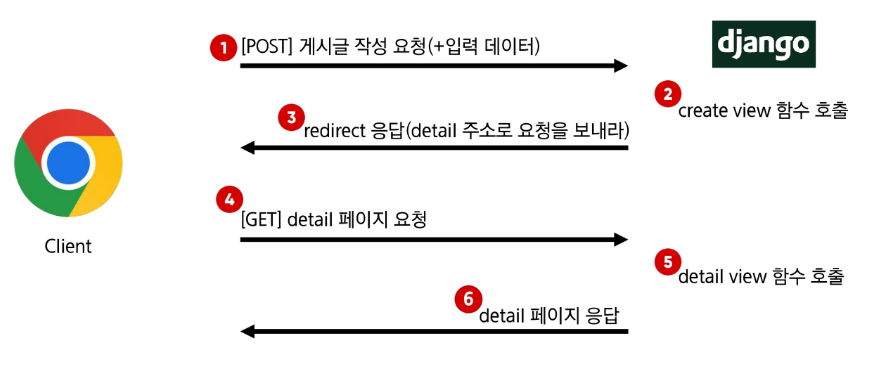 1 [POST] 게시글 작성 요청(+입력 데이터)
django
2 create view 함수 호출
3 redirect 응답(detail 주소로 요청을 보내라)
4 [GET] detail 페이지 요청
Client
5 detail view 함수 호출
6 detail 페이지 응답